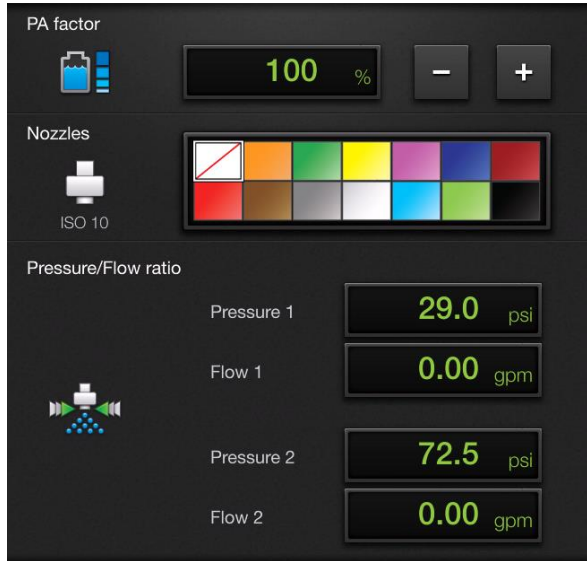 PA factor
100 %
− +
Nozzles
ISO 10
Pressure/Flow ratio
Pressure 1 29.0 psi
Flow 1 0.00 gpm
Pressure 2 72.5 psi
Flow 2 0.00 gpm